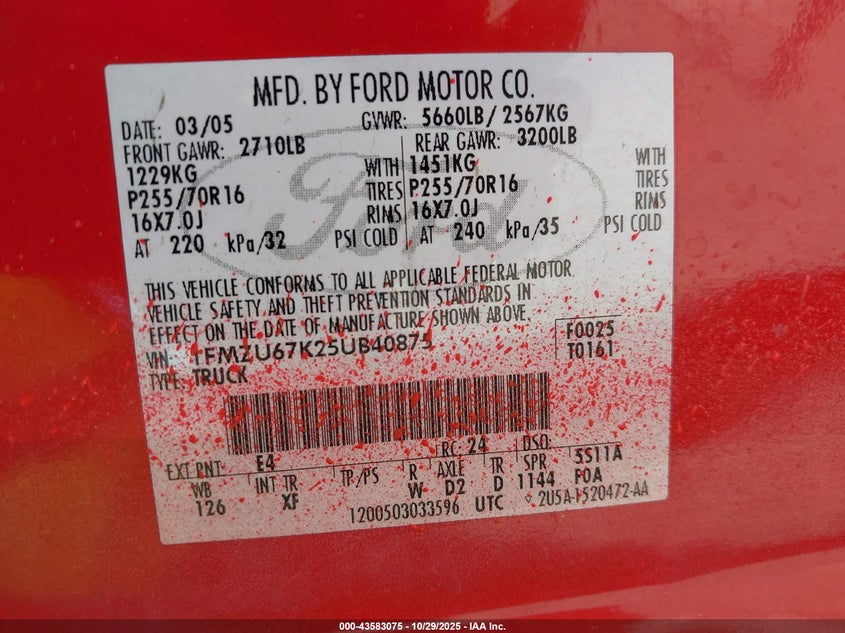 MFD. BY FORD MOTOR CO.
DATE: 03/05 GVWR: 5660LB/ 2567KG
FRONT GAWR: 2710LB REAR GAWR: 3200LB
1229KG WITH 1451KG WITH
P255/70R16 TIRES P255/70R16 TIRES
16X7.0J RIMS 16X7.0J RIMS
AT 220 kPa/32 PSI COLD AT 240 kPa/35 PSI COLD
Ford
THIS VEHICLE CONFORMS TO ALL APPLICABLE FEDERAL MOTOR
VEHICLE SAFETY AND THEFT PREVENTION STANDARDS IN
EFFECT ON THE DATE OF MANUFACTURE SHOWN ABOVE.
VIN: 1FMZU67K25UB40875 F0025
TYPE: TRUCK T0161
EXT PNT: E4 RC: 24 DSO:
WB INT TR TP/PS R AXLE TR SPR 5S11A
126 XF W D2 D 1144 F0A
1200503033596 UTC ▽ 2U5A-1520472-AA
000-43583075 | 10/29/2025 | IAA Inc.